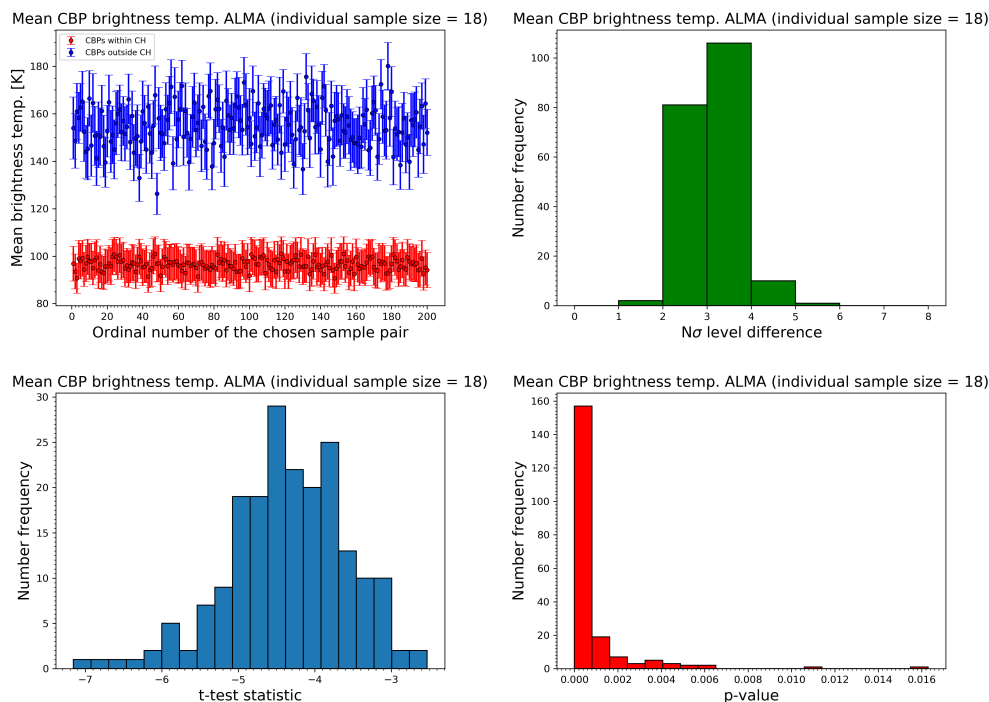 Mean CBP brightness temp. ALMA (individual sample size = 18)
CBPs within CH
CBPs outside CH
Mean brightness temp. [K]
180
160
140
120
100
80
0 20 40 60 80 100 120 140 160 180 200
Ordinal number of the chosen sample pair
Mean CBP brightness temp. ALMA (individual sample size = 18)
Number frequency
100
80
60
40
20
0
0 1 2 3 4 5 6 7 8
Nσ level difference
Mean CBP brightness temp. ALMA (individual sample size = 18)
Number frequency
30
25
20
15
10
5
0
−7 −6 −5 −4 −3
t-test statistic
Mean CBP brightness temp. ALMA (individual sample size = 18)
Number frequency
160
140
120
100
80
60
40
20
0
0.000 0.002 0.004 0.006 0.008 0.010 0.012 0.014 0.016
p-value